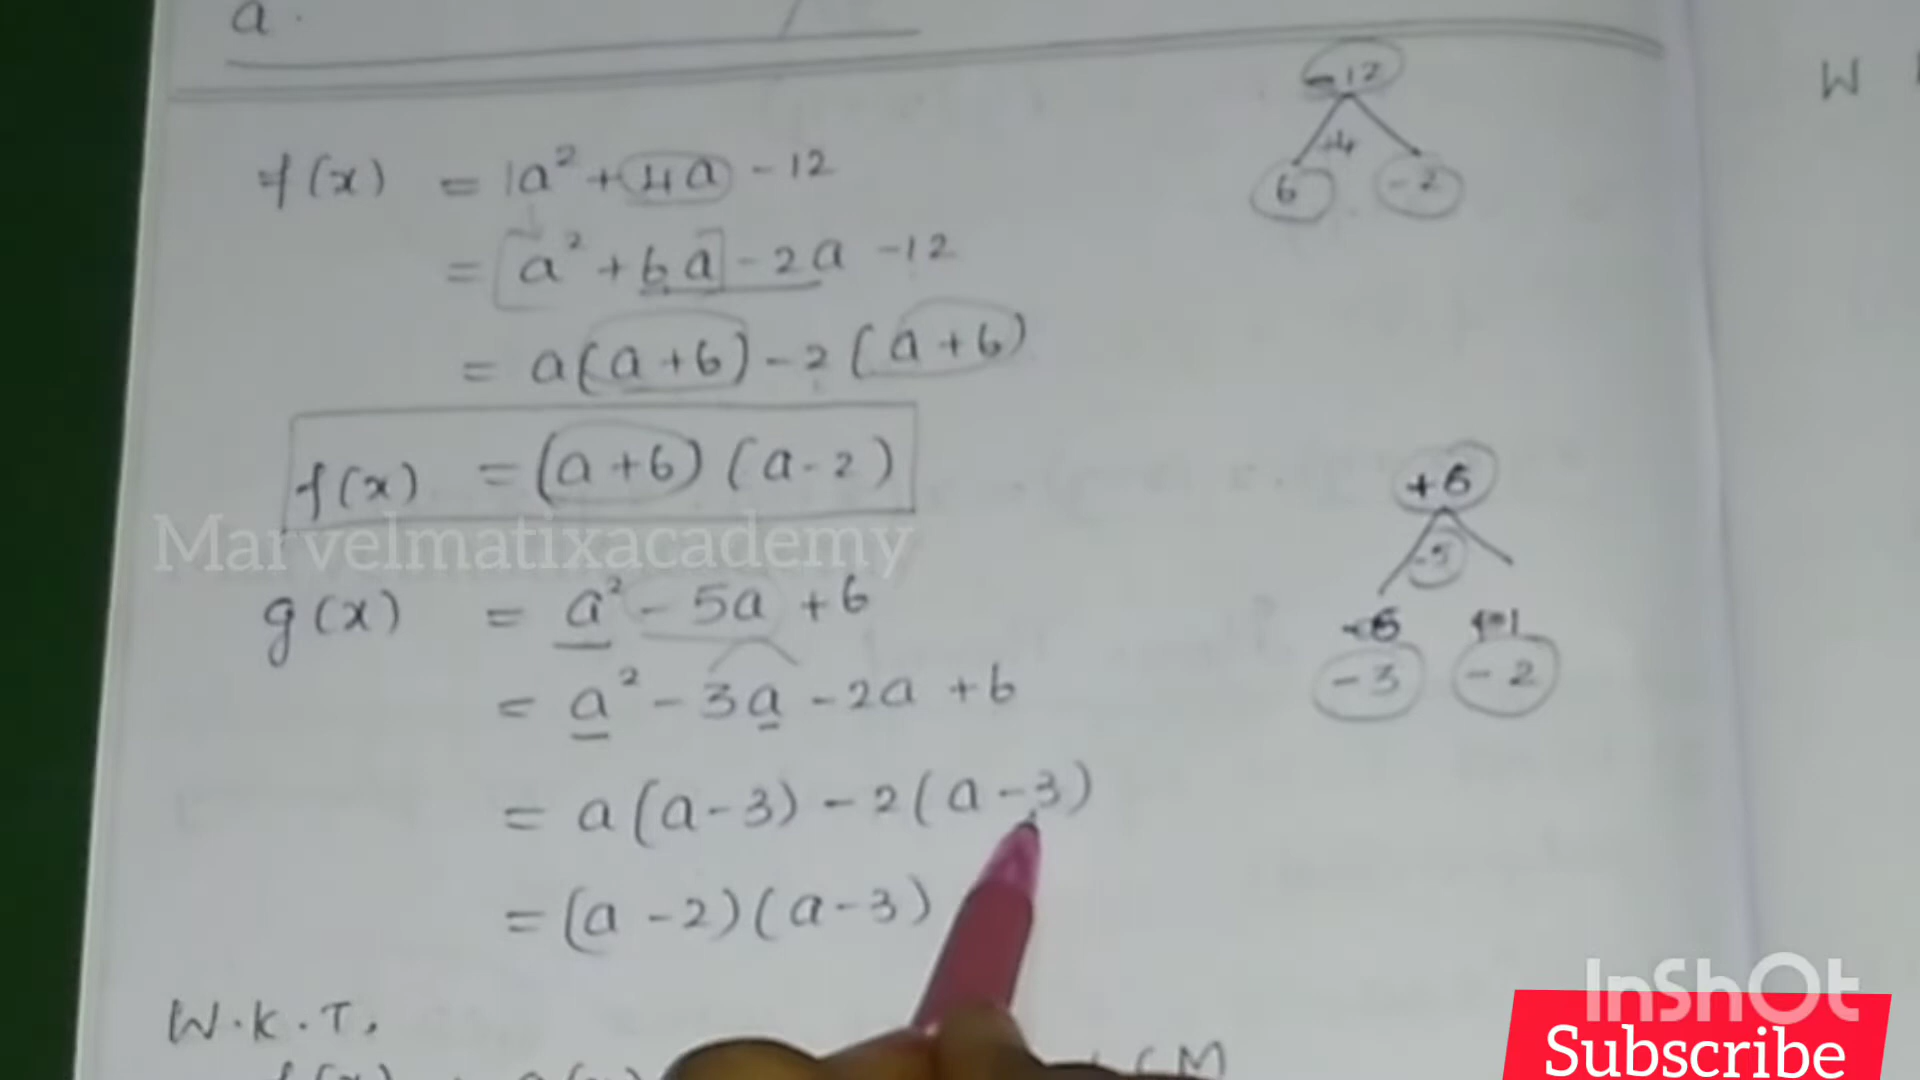 a.
-12
+4
6 -2
f(x) = 1a² + 4a - 12
= a² + 6a - 2a - 12
= a(a+6) - 2(a+6)
f(x) = (a+6)(a-2)
Marvelmatixacademy
+6
-5
-3 -2
g(x) = a² - 5a + 6
= a² - 3a - 2a + 6
= a(a-3) - 2(a-3)
= (a-2)(a-3)
W.K.T,
W
InShOt
Subscribe